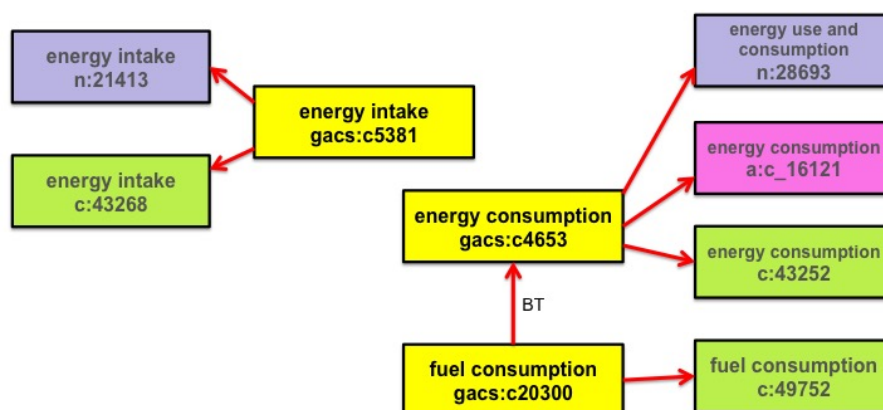 energy intake
n:21413
energy intake
c:43268
energy intake
gacs:c5381
energy consumption
gacs:c4653
BT
fuel consumption
gacs:c20300
energy use and
consumption
n:28693
energy consumption
a:c_16121
energy consumption
c:43252
fuel consumption
c:49752